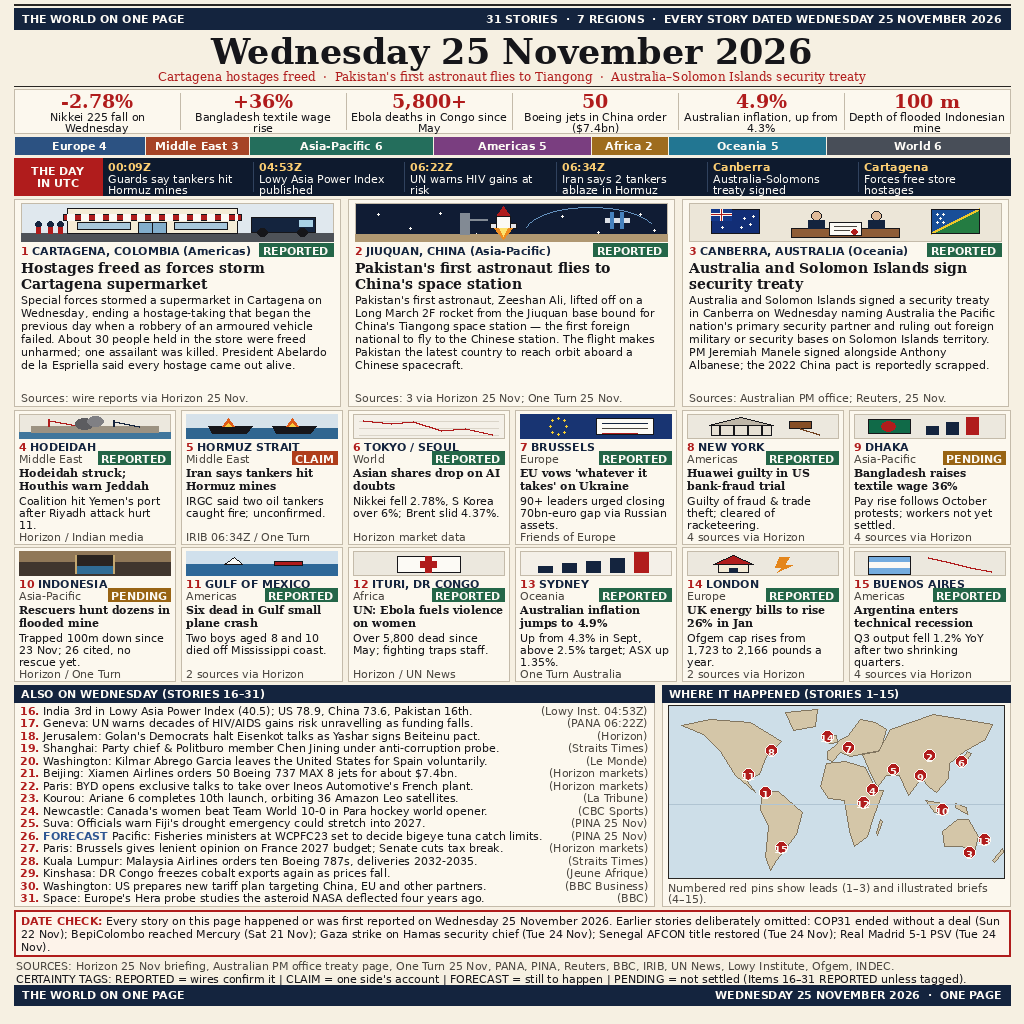 THE WORLD ON ONE PAGE
31 STORIES · 7 REGIONS · EVERY STORY DATED WEDNESDAY 25 NOVEMBER 2026
Wednesday 25 November 2026
Cartagena hostages freed · Pakistan's first astronaut flies to Tiangong · Australia–Solomon Islands security treaty
-2.78%
Nikkei 225 fall on
Wednesday
+36%
Bangladesh textile wage
rise
5,800+
Ebola deaths in Congo since
May
50
Boeing jets in China order
($7.4bn)
4.9%
Australian inflation, up from
4.3%
100 m
Depth of flooded Indonesian
mine
Europe 4
Middle East 3
Asia-Pacific 6
Americas 5
Africa 2
Oceania 5
World 6
THE DAY
IN UTC
00:09Z
Guards say tankers hit
Hormuz mines
04:53Z
Lowy Asia Power Index
published
06:22Z
UN warns HIV gains at
risk
06:34Z
Iran says 2 tankers
ablaze in Hormuz
Canberra
Australia-Solomons
treaty signed
Cartagena
Forces free store
hostages
1 CARTAGENA, COLOMBIA (Americas)
REPORTED
Hostages freed as forces storm
Cartagena supermarket
Special forces stormed a supermarket in Cartagena on
Wednesday, ending a hostage-taking that began the
previous day when a robbery of an armoured vehicle
failed. About 30 people held in the store were freed
unharmed; one assailant was killed. President Abelardo
de la Espriella said every hostage came out alive.
Sources: wire reports via Horizon 25 Nov.
2 JIUQUAN, CHINA (Asia-Pacific)
REPORTED
Pakistan's first astronaut flies to
China's space station
Pakistan's first astronaut, Zeeshan Ali, lifted off on a
Long March 2F rocket from the Jiuquan base bound for
China's Tiangong space station — the first foreign
national to fly to the Chinese station. The flight makes
Pakistan the latest country to reach orbit aboard a
Chinese spacecraft.
Sources: 3 via Horizon 25 Nov; One Turn 25 Nov.
3 CANBERRA, AUSTRALIA (Oceania)
REPORTED
Australia and Solomon Islands sign
security treaty
Australia and Solomon Islands signed a security treaty
in Canberra on Wednesday naming Australia the Pacific
nation's primary security partner and ruling out foreign
military or security bases on Solomon Islands territory.
PM Jeremiah Manele signed alongside Anthony
Albanese; the 2022 China pact is reportedly scrapped.
Sources: Australian PM office; Reuters, 25 Nov.
4 HODEIDAH
Middle East
REPORTED
Hodeidah struck;
Houthis warn Jeddah
Coalition hit Yemen's port
after Riyadh attack hurt
11.
Horizon / Indian media
5 HORMUZ STRAIT
Middle East
CLAIM
Iran says tankers hit
Hormuz mines
IRGC said two oil tankers
caught fire; unconfirmed.
IRIB 06:34Z / One Turn
6 TOKYO / SEOUL
World
REPORTED
Asian shares drop on AI
doubts
Nikkei fell 2.78%, S Korea
over 6%; Brent slid 4.37%.
Horizon market data
7 BRUSSELS
Europe
REPORTED
EU vows 'whatever it
takes' on Ukraine
90+ leaders urged closing
70bn-euro gap via Russian
assets.
Friends of Europe
8 NEW YORK
Americas
REPORTED
Huawei guilty in US
bank-fraud trial
Guilty of fraud & trade
theft; cleared of
racketeering.
4 sources via Horizon
9 DHAKA
Asia-Pacific
PENDING
Bangladesh raises
textile wage 36%
Pay rise follows October
protests; workers not yet
settled.
4 sources via Horizon
10 INDONESIA
Asia-Pacific
PENDING
Rescuers hunt dozens in
flooded mine
Trapped 100m down since
23 Nov; 26 cited, no
rescue yet.
Horizon / One Turn
11 GULF OF MEXICO
Americas
REPORTED
Six dead in Gulf small
plane crash
Two boys aged 8 and 10
died off Mississippi coast.
2 sources via Horizon
12 ITURI, DR CONGO
Africa
REPORTED
UN: Ebola fuels violence
on women
Over 5,800 dead since
May; fighting traps staff.
Horizon / UN News
13 SYDNEY
Oceania
REPORTED
Australian inflation
jumps to 4.9%
Up from 4.3% in Sept,
above 2.5% target; ASX up
1.35%.
One Turn Australia
14 LONDON
Europe
REPORTED
UK energy bills to rise
26% in Jan
Ofgem cap rises from
1,723 to 2,166 pounds a
year.
2 sources via Horizon
15 BUENOS AIRES
Americas
REPORTED
Argentina enters
technical recession
Q3 output fell 1.2% YoY
after two shrinking
quarters.
4 sources via Horizon
ALSO ON WEDNESDAY (STORIES 16–31)
16. India 3rd in Lowy Asia Power Index (40.5); US 78.9, China 73.6, Pakistan 16th. (Lowy Inst. 04:53Z)
17. Geneva: UN warns decades of HIV/AIDS gains risk unravelling as funding falls. (PANA 06:22Z)
18. Jerusalem: Golan's Democrats halt Eisenkot talks as Yashar signs Beiteinu pact. (Horizon)
19. Shanghai: Party chief & Politburo member Chen Jining under anti-corruption probe. (Straits Times)
20. Washington: Kilmar Abrego Garcia leaves the United States for Spain voluntarily. (Le Monde)
21. Beijing: Xiamen Airlines orders 50 Boeing 737 MAX 8 jets for about $7.4bn. (Horizon markets)
22. Paris: BYD opens exclusive talks to take over Ineos Automotive's French plant. (Horizon markets)
23. Kourou: Ariane 6 completes 10th launch, orbiting 36 Amazon Leo satellites. (La Tribune)
24. Newcastle: Canada's women beat Team World 10-0 in Para hockey world opener. (CBC Sports)
25. Suva: Officials warn Fiji's drought emergency could stretch into 2027. (PINA 25 Nov)
26. FORECAST Pacific: Fisheries ministers at WCPFC23 set to decide bigeye tuna catch limits. (PINA 25 Nov)
27. Paris: Brussels gives lenient opinion on France 2027 budget; Senate cuts tax break. (Horizon markets)
28. Kuala Lumpur: Malaysia Airlines orders ten Boeing 787s, deliveries 2032-2035. (Straits Times)
29. Kinshasa: DR Congo freezes cobalt exports again as prices fall. (Jeune Afrique)
30. Washington: US prepares new tariff plan targeting China, EU and other partners. (BBC Business)
31. Space: Europe's Hera probe studies the asteroid NASA deflected four years ago. (BBC)
WHERE IT HAPPENED (STORIES 1–15)
14
7
8
2
6
11
5
9
1
4
12
10
15
13
3
Numbered red pins show leads (1–3) and illustrated briefs
(4–15).
DATE CHECK: Every story on this page happened or was first reported on Wednesday 25 November 2026. Earlier stories deliberately omitted: COP31 ended without a deal (Sun
22 Nov); BepiColombo reached Mercury (Sat 21 Nov); Gaza strike on Hamas security chief (Tue 24 Nov); Senegal AFCON title restored (Tue 24 Nov); Real Madrid 5-1 PSV (Tue 24
Nov).
SOURCES: Horizon 25 Nov briefing, Australian PM office treaty page, One Turn 25 Nov, PANA, PINA, Reuters, BBC, IRIB, UN News, Lowy Institute, Ofgem, INDEC.
CERTAINTY TAGS: REPORTED = wires confirm it | CLAIM = one side's account | FORECAST = still to happen | PENDING = not settled (Items 16–31 REPORTED unless tagged).
THE WORLD ON ONE PAGE
WEDNESDAY 25 NOVEMBER 2026 · ONE PAGE